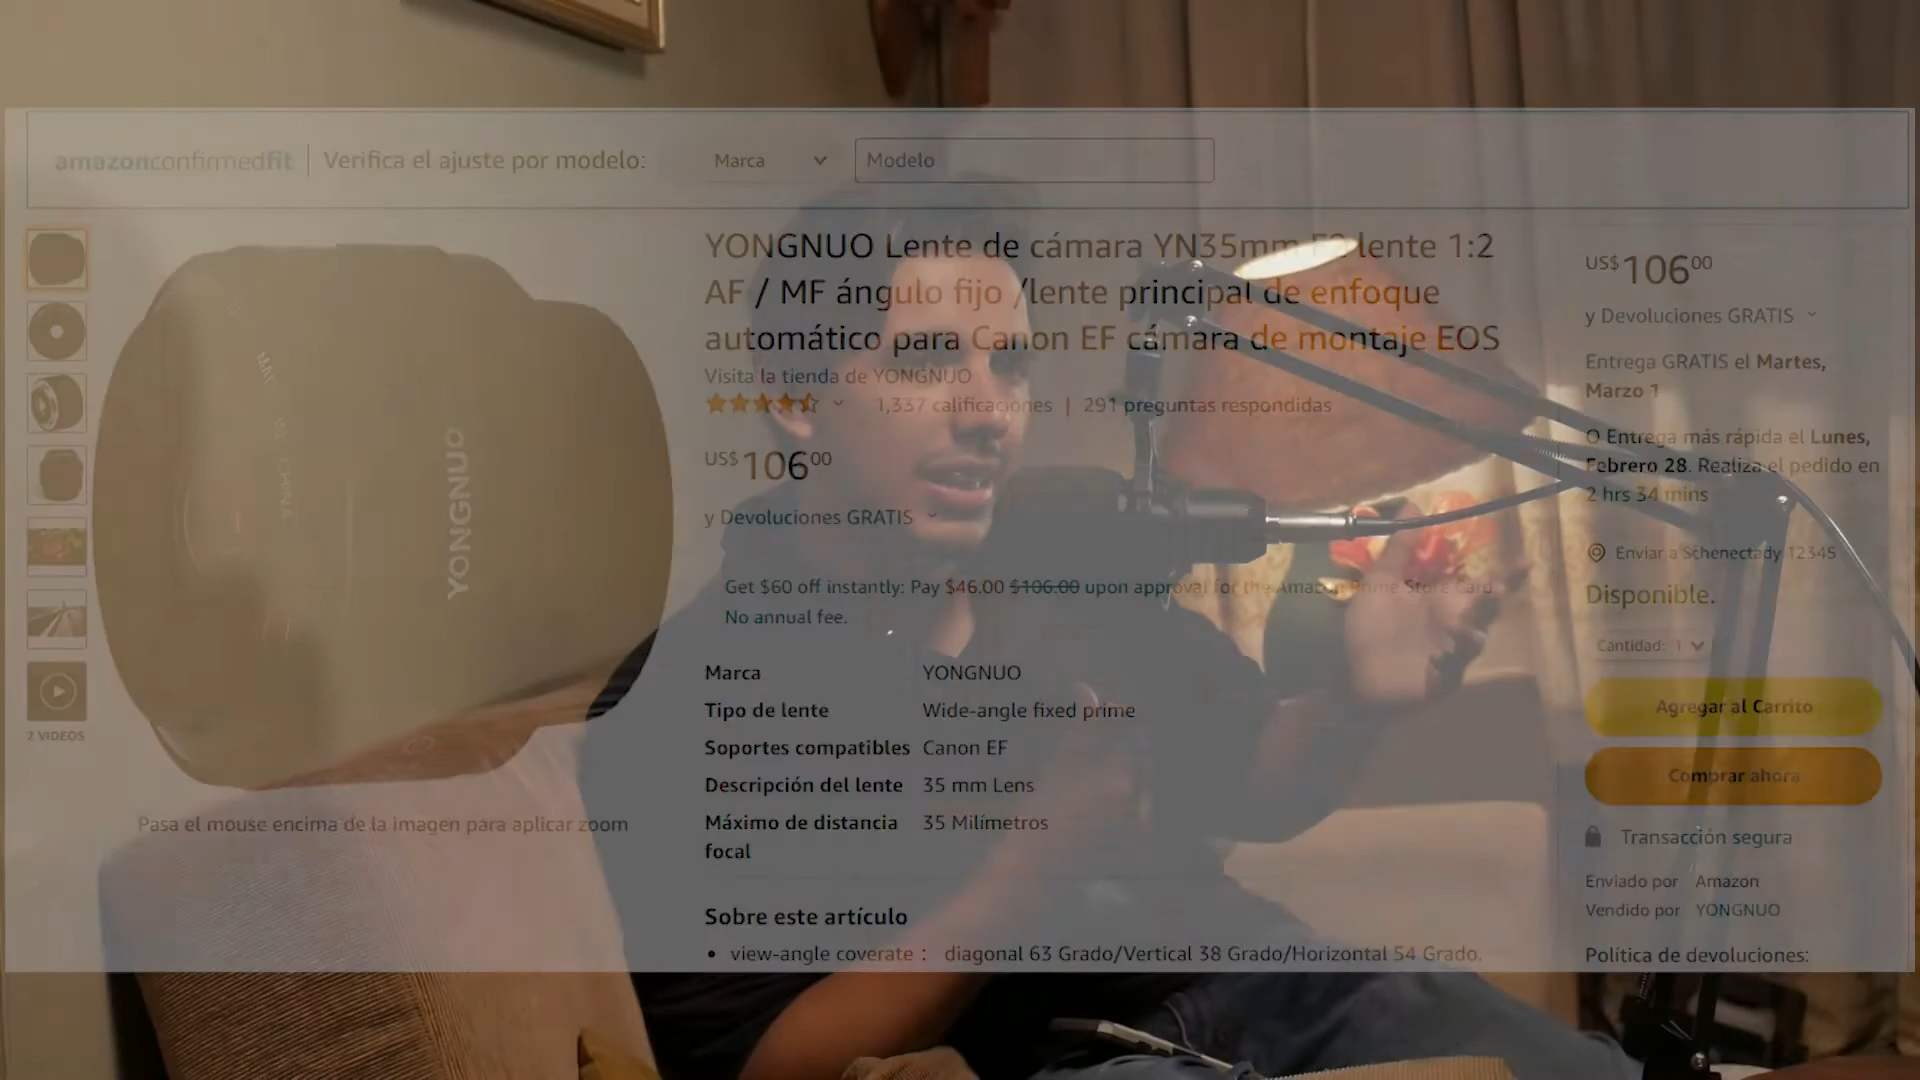 amazonconfirmedfit
Verifica el ajuste por modelo:
Marca
Modelo
YONGNUO
2 VIDEOS
Pasa el mouse encima de la imagen para aplicar zoom
YONGNUO Lente de cámara YN35mm F2 lente 1:2
AF / MF ángulo fijo /lente principal de enfoque
automático para Canon EF cámara de montaje EOS
Visita la tienda de YONGNUO
1,337 calificaciones | 291 preguntas respondidas
US$10600
y Devoluciones GRATIS
Get $60 off instantly: Pay $46.00 $106.00 upon approval for the Amazon Prime Store Card.
No annual fee.
Marca YONGNUO
Tipo de lente Wide-angle fixed prime
Soportes compatibles Canon EF
Descripción del lente 35 mm Lens
Máximo de distancia 35 Milímetros
focal
Sobre este artículo
• view-angle coverate : diagonal 63 Grado/Vertical 38 Grado/Horizontal 54 Grado.
US$10600
y Devoluciones GRATIS
Entrega GRATIS el Martes,
Marzo 1
O Entrega más rápida el Lunes,
Febrero 28. Realiza el pedido en
2 hrs 34 mins
Enviar a Schenectady 12345
Disponible.
Cantidad: 1
Agregar al Carrito
Comprar ahora
Transacción segura
Enviado por Amazon
Vendido por YONGNUO
Política de devoluciones: